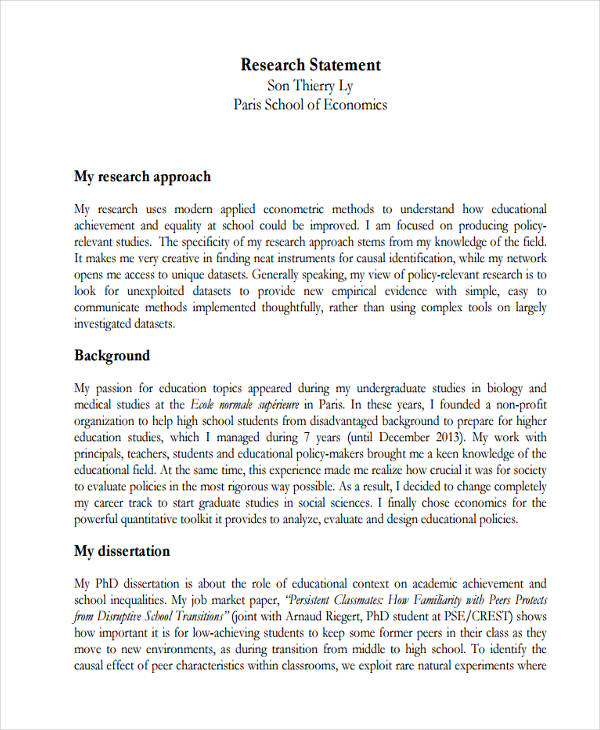 Research Statement
Son Thierry Ly
Paris School of Economics
My research approach
My research uses modern applied econometric methods to understand how educational
achievement and equality at school could be improved. I am focused on producing policy-
relevant studies. The specificity of my research approach stems from my knowledge of the field.
It makes me very creative in finding neat instruments for causal identification, while my network
opens me access to unique datasets. Generally speaking, my view of policy-relevant research is to
look for unexploited datasets to provide new empirical evidence with simple, easy to
communicate methods implemented thoughtfully, rather than using complex tools on largely
investigated datasets.
Background
My passion for education topics appeared during my undergraduate studies in biology and
medical studies at the Ecole normale supérieure in Paris. In these years, I founded a non-profit
organization to help high school students from disadvantaged background to prepare for higher
education studies, which I managed during 7 years (until December 2013). My work with
principals, teachers, students and educational policy-makers brought me a keen knowledge of the
educational field. At the same time, this experience made me realize how crucial it was for society
to evaluate policies in the most rigorous way possible. As a result, I decided to change completely
my career track to start graduate studies in social sciences. I finally chose economics for the
powerful quantitative toolkit it provides to analyze, evaluate and design educational policies.
My dissertation
My PhD dissertation is about the role of educational context on academic achievement and
school inequalities. My job market paper, “Persistent Classmates: How Familiarity with Peers Protects
from Disruptive School Transitions” (joint with Arnaud Riegert, PhD student at PSE/CREST) shows
how important it is for low-achieving students to keep some former peers in their class as they
move to new environments, as during transition from middle to high school. To identify the
causal effect of peer characteristics within classrooms, we exploit rare natural experiments where